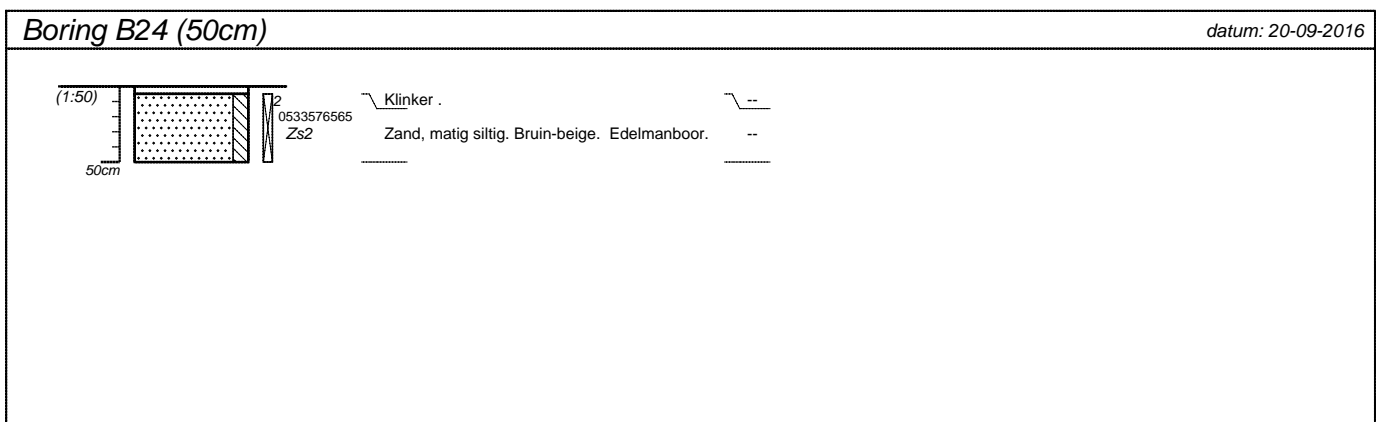 Boring B24 (50cm) datum: 20-09-2016
(1:50) 2 Klinker . --
0533576565
Zs2 Zand, matig siltig. Bruin-beige. Edelmanboor. --
50cm